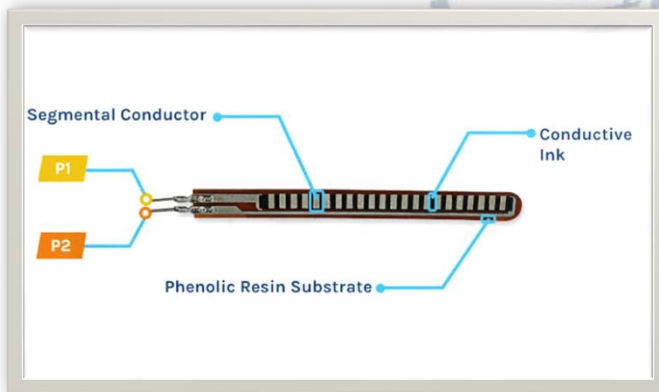 Segmental Conductor
Conductive
Ink
P1
P2
Phenolic Resin Substrate